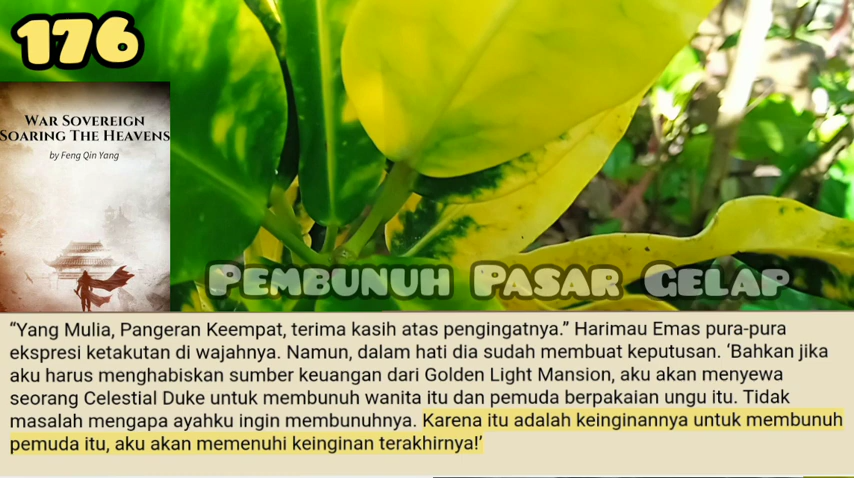 176
WAR SOVEREIGN
SOARING THE HEAVENS
by Feng Qin Yang
PEMBUNUH PASAR GELAP
“Yang Mulia, Pangeran Keempat, terima kasih atas pengingatnya.” Harimau Emas pura-pura
ekspresi ketakutan di wajahnya. Namun, dalam hati dia sudah membuat keputusan. ‘Bahkan jika
aku harus menghabiskan sumber keuangan dari Golden Light Mansion, aku akan menyewa
seorang Celestial Duke untuk membunuh wanita itu dan pemuda berpakaian ungu itu. Tidak
masalah mengapa ayahku ingin membunuhnya. Karena itu adalah keinginannya untuk membunuh
pemuda itu, aku akan memenuhi keinginan terakhirnya!’